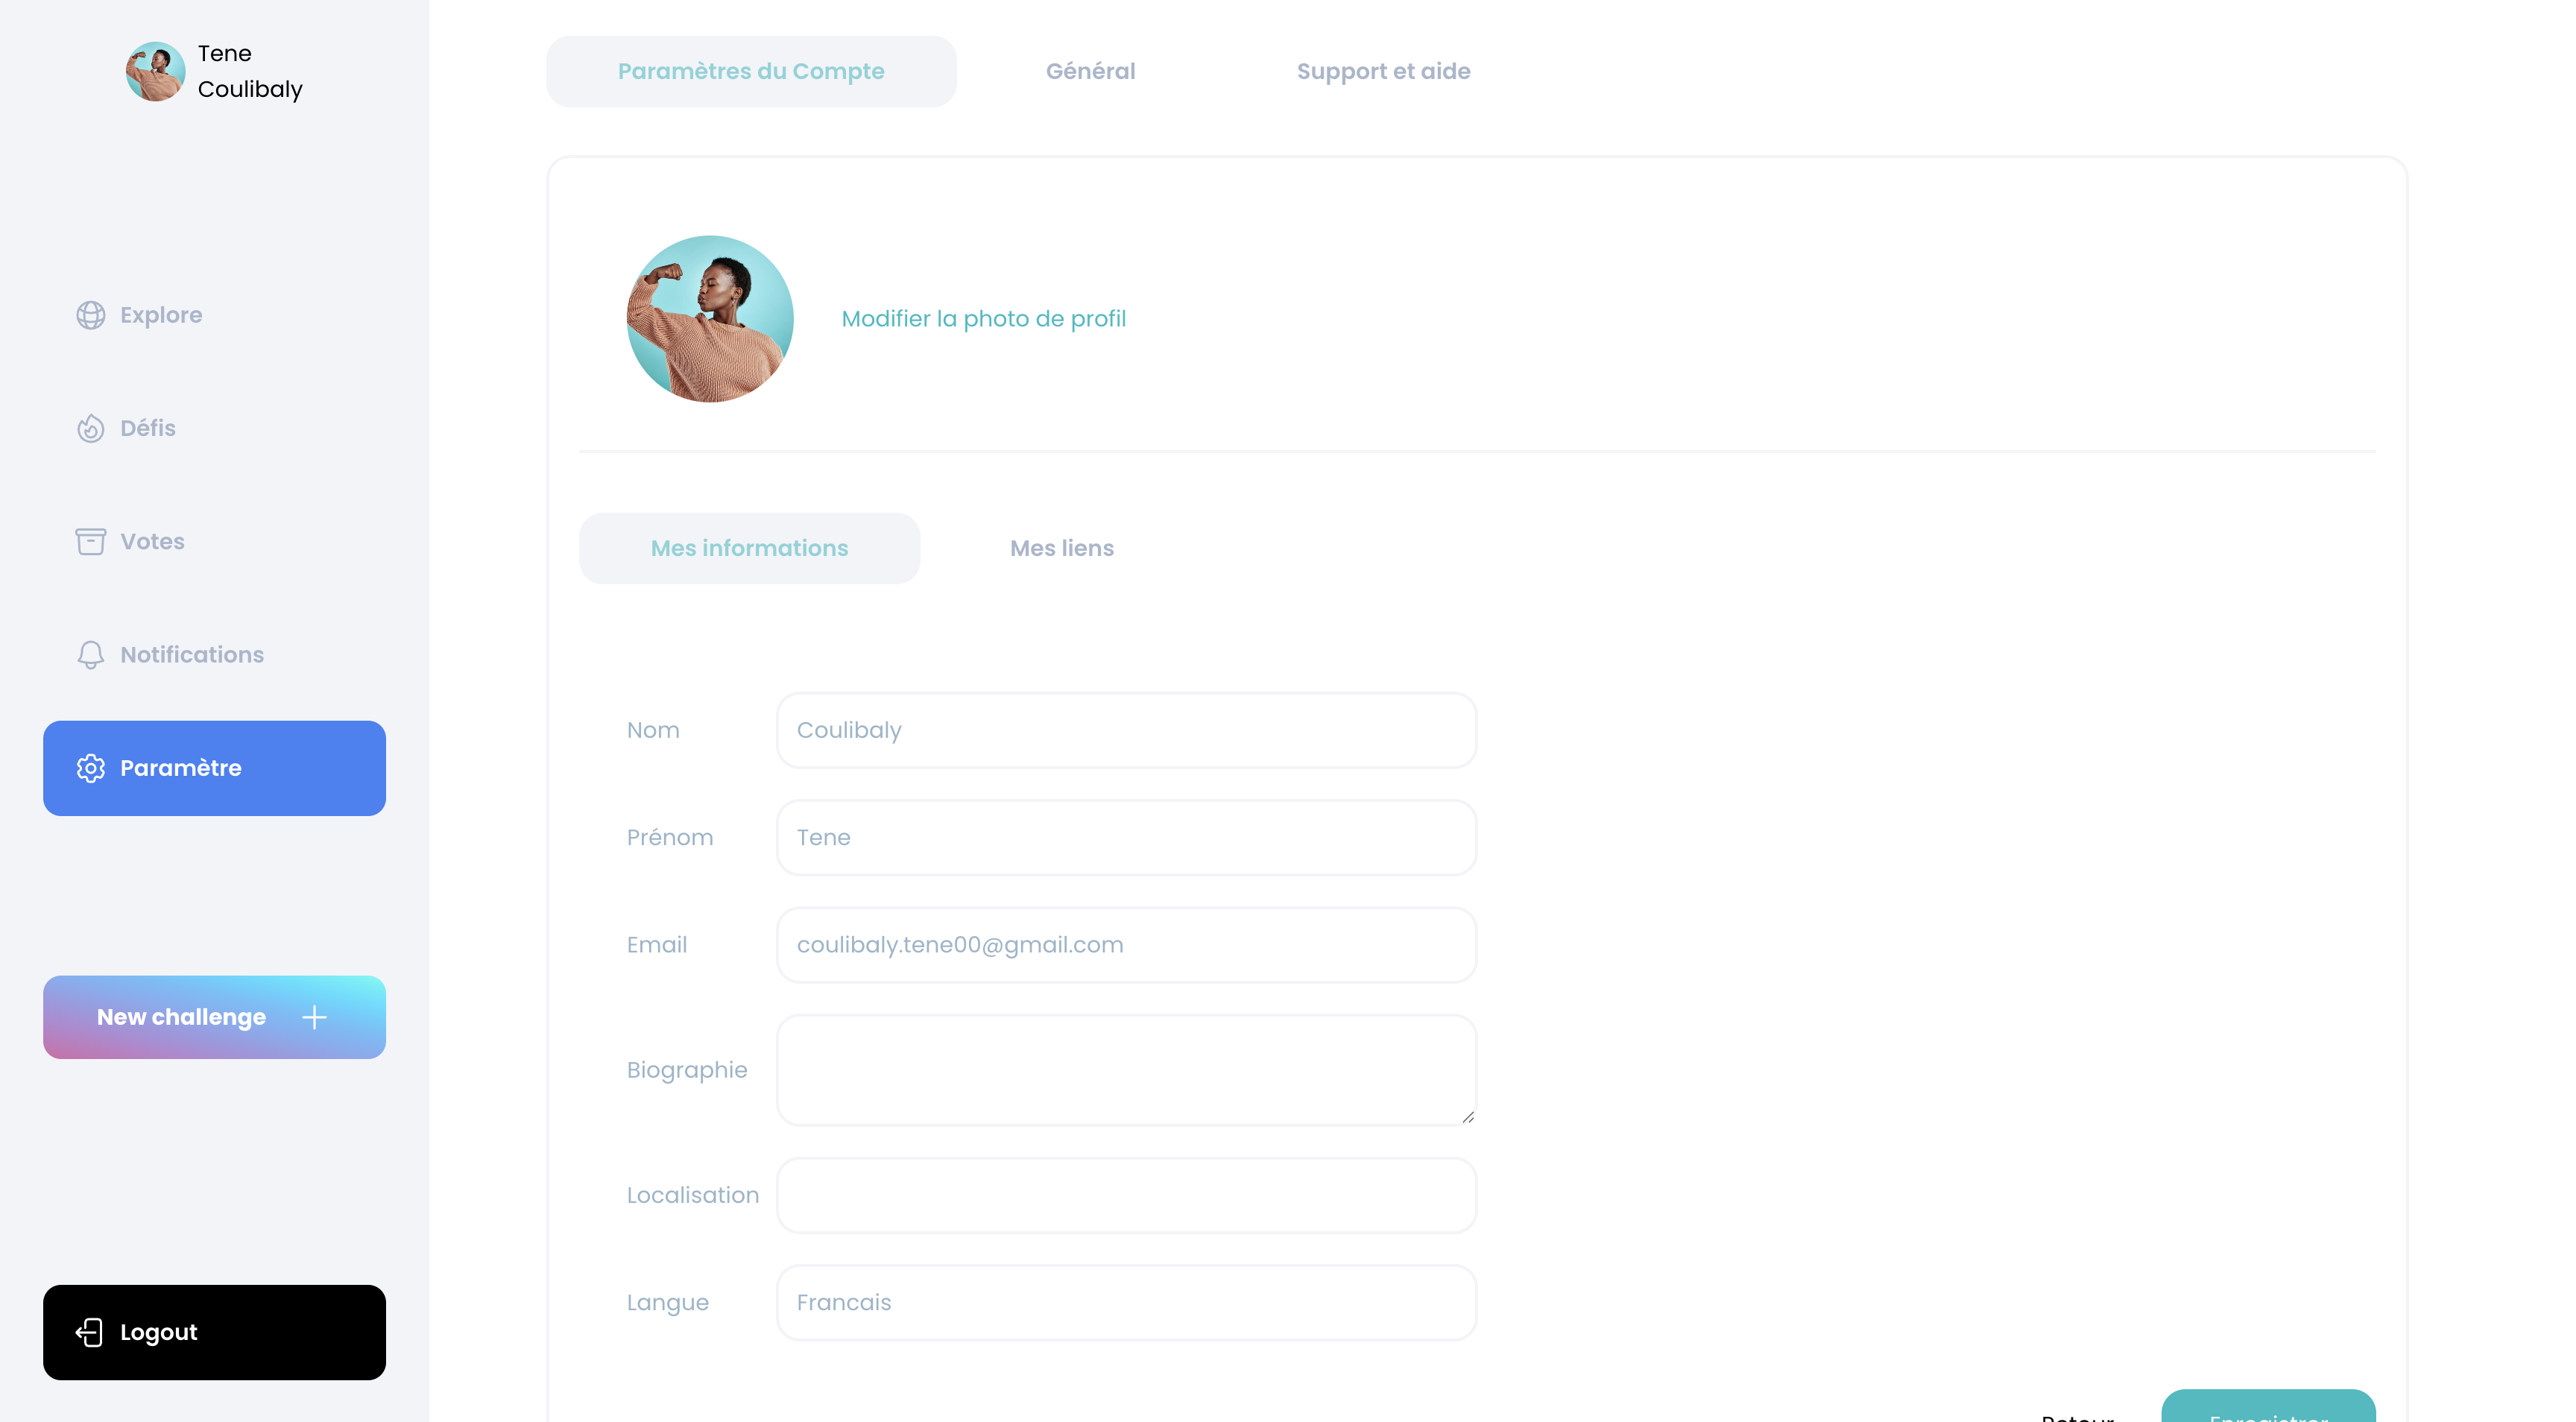 Tene
Coulibaly
Explore
Défis
Votes
Notifications
Paramètre
New challenge
Logout
Paramètres du Compte
Général
Support et aide
Modifier la photo de profil
Mes informations
Mes liens
Nom
Coulibaly
Prénom
Tene
Email
coulibaly.tene00@gmail.com
Biographie
Localisation
Langue
Francais
Retour
Enregistrer